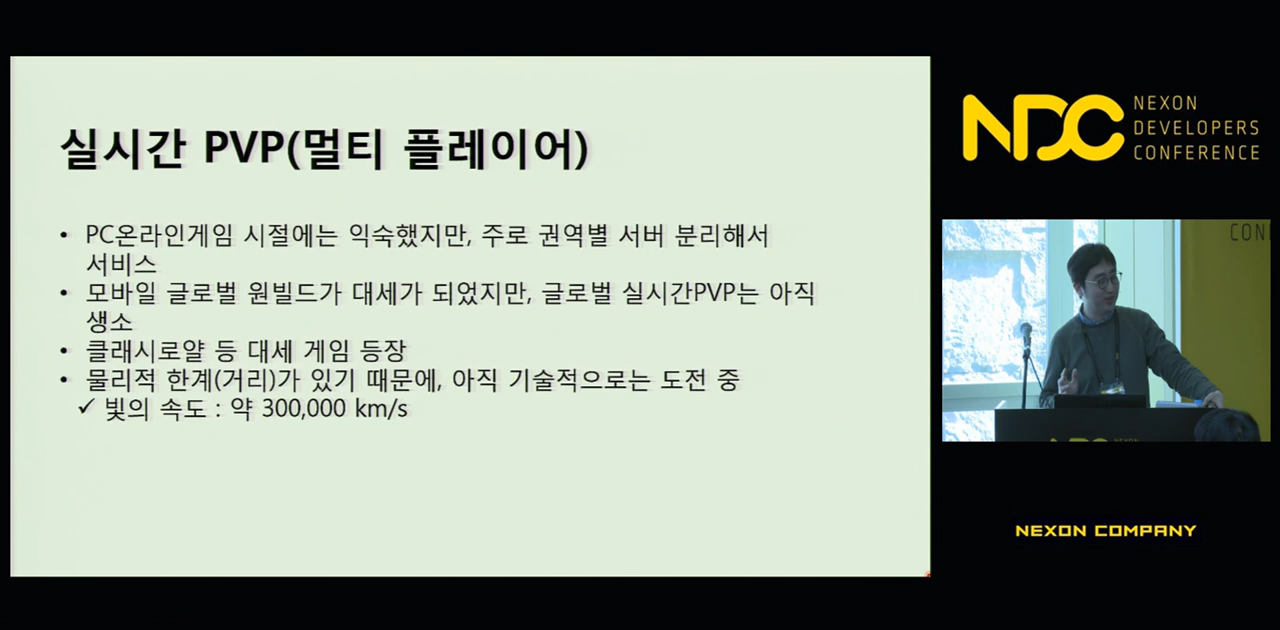 실시간 PVP(멀티 플레이어)
• PC온라인게임 시절에는 익숙했지만, 주로 권역별 서버 분리해서
서비스
• 모바일 글로벌 원빌드가 대세가 되었지만, 글로벌 실시간PVP는 아직
생소
• 클래시로얄 등 대세 게임 등장
• 물리적 한계(거리)가 있기 때문에, 아직 기술적으로는 도전 중
✓ 빛의 속도 : 약 300,000 km/s
NDC
NEXON
DEVELOPERS
CONFERENCE
NEXON COMPANY